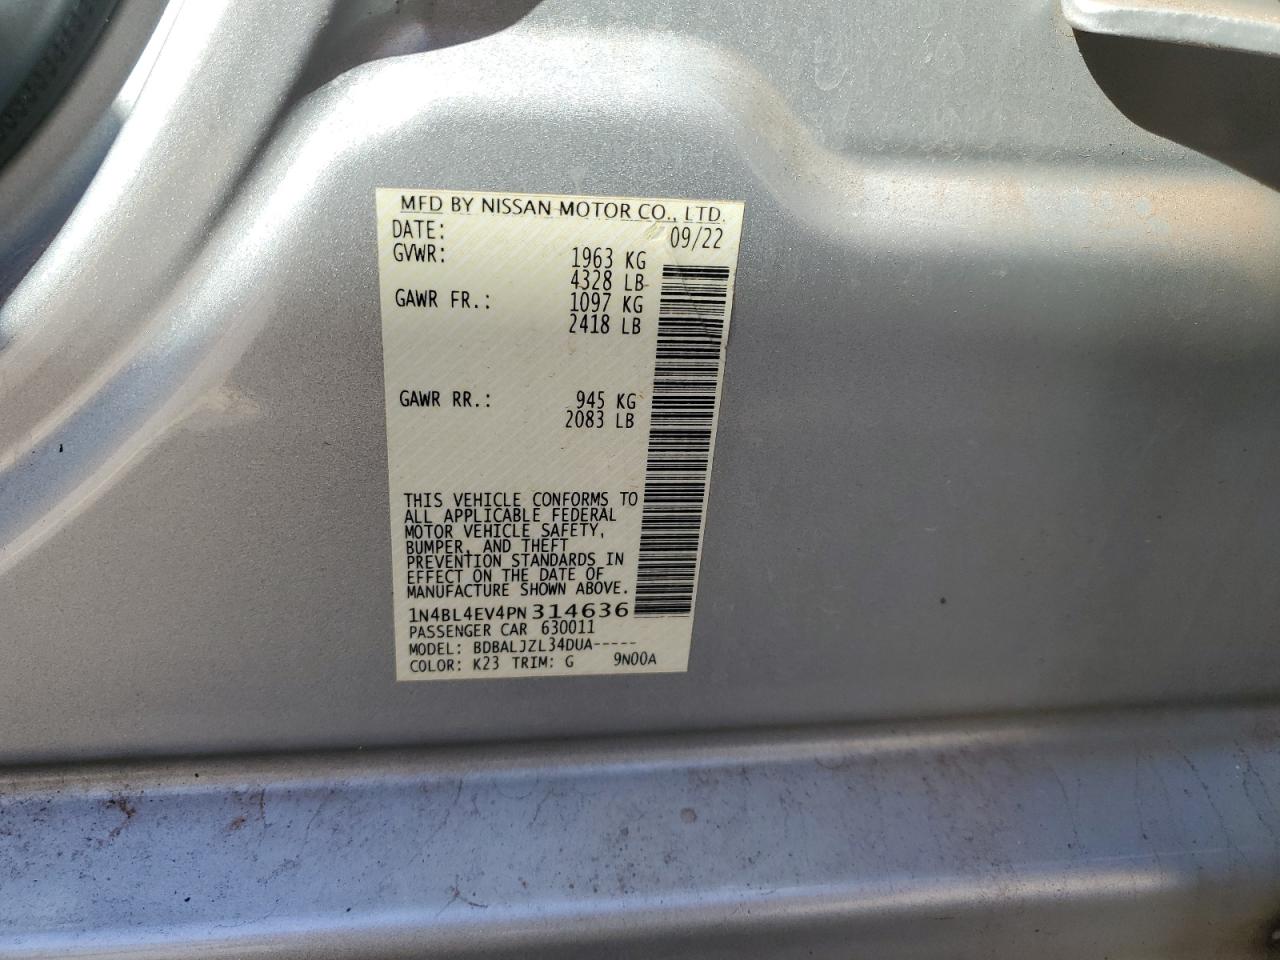 MFD BY NISSAN MOTOR CO., LTD.
DATE: 09/22
GVWR: 1963 KG
4328 LB
GAWR FR.: 1097 KG
2418 LB
GAWR RR.: 945 KG
2083 LB
THIS VEHICLE CONFORMS TO
ALL APPLICABLE FEDERAL
MOTOR VEHICLE SAFETY,
BUMPER, AND THEFT
PREVENTION STANDARDS IN
EFFECT ON THE DATE OF
MANUFACTURE SHOWN ABOVE.
1N4BL4EV4PN314636
PASSENGER CAR 630011
MODEL: BDBALJZL34DUA-----
COLOR: K23 TRIM: G 9N00A